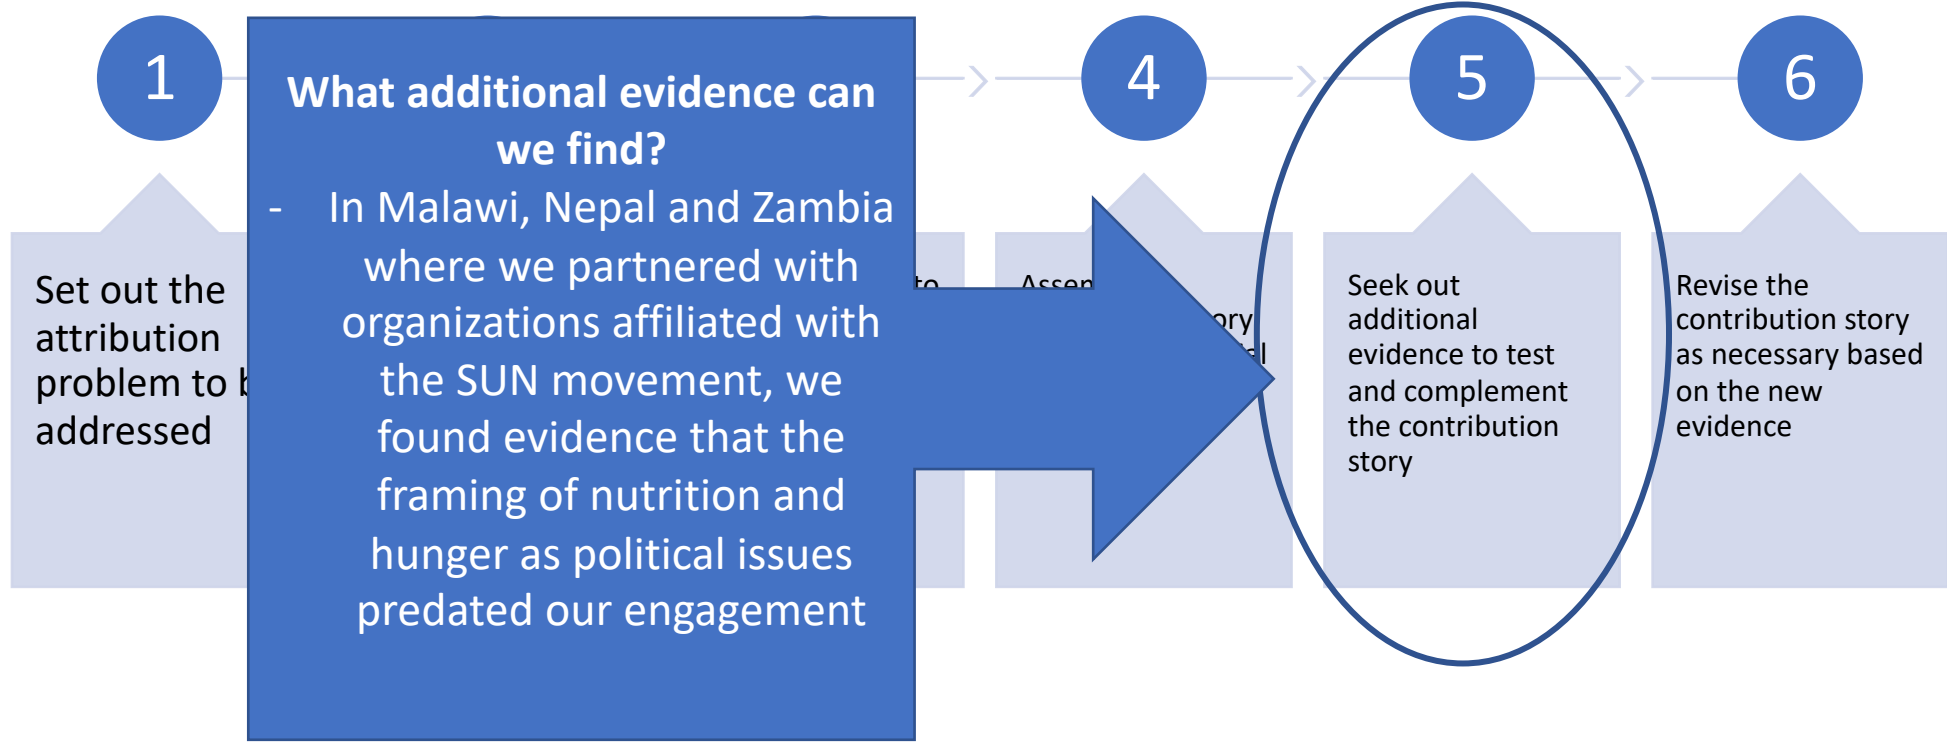 1
Set out the
attribution
problem to
addressed
What additional evidence can
we find?
- In Malawi, Nepal and Zambia
where we partnered with
organizations affiliated with
the SUN movement, we
found evidence that the
framing of nutrition and
hunger as political issues
predated our engagement
to
4
5
Seek out
additional
evidence to test
and complement
the contribution
story
6
Revise the
contribution story
as necessary based
on the new
evidence